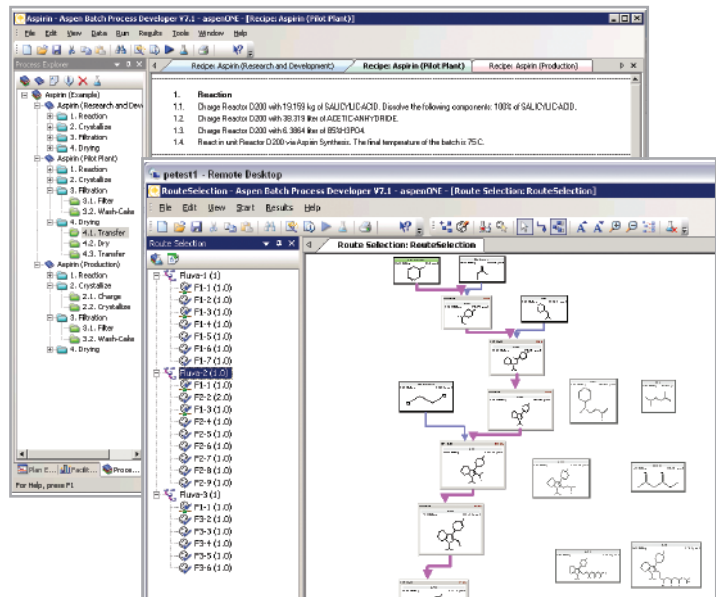 Aspirin - Aspen Batch Process Developer V7.1 - aspenONE - [Recipe: Aspirin (Pilot Plant)]
File Edit View Data Run Results Tools Window Help
Process Explorer
Recipe: Aspirin (Research and Development)
Recipe: Aspirin (Pilot Plant)
Recipe: Aspirin (Production)
Aspirin (Example)
Aspirin (Research and Dev
1. Reaction
2. Crystallize
3. Filtration
4. Drying
Aspirin (Pilot Plant)
1. Reaction
2. Crystallize
3. Filtration
3.1. Filter
3.2. Wash-Cake
4. Drying
4.1. Transfer
4.2. Dry
4.3. Transfer
Aspirin (Production)
1. Reaction
2. Crystallize
2.1. Charge
2.2. Crystallize
3. Filtration
3.1. Filter
3.2. Wash-Cake
4. Drying
Plan E... Facilit... Proce...
For Help, press F1
1. Reaction
1.1. Charge Reactor D200 with 19.159 kg of SALICYLIC-ACID. Dissolve the following components: 100% of SALICYLIC-ACID.
1.2. Charge Reactor D200 with 38.319 liter of ACETIC-ANHYDRIDE.
1.3. Charge Reactor D200 with 6.3864 liter of 85%H3PO4.
1.4. React in unit Reactor D200 via Aspirin Synthesis. The final temperature of the batch is 75 C.
petest1 - Remote Desktop
RouteSelection - Aspen Batch Process Developer V7.1 - aspenONE - [Route Selection: RouteSelection]
File Edit View Start Results Help
Route Selection
Route Selection: RouteSelection
Fluva-1 (1)
F1-1 (1.0)
F1-2 (1.0)
F1-3 (1.0)
F1-4 (1.0)
F1-5 (1.0)
F1-6 (1.0)
F1-7 (1.0)
Fluva-2 (1.0)
F1-1 (1.0)
F2-2 (2.0)
F1-3 (1.0)
F2-4 (1.0)
F2-5 (1.0)
F2-6 (1.0)
F2-7 (1.0)
F2-8 (1.0)
F2-9 (1.0)
Fluva-3 (1)
F1-1 (1.0)
F3-2 (1.0)
F3-3 (1.0)
F3-4 (1.0)
F3-5 (1.0)
F3-6 (1.0)